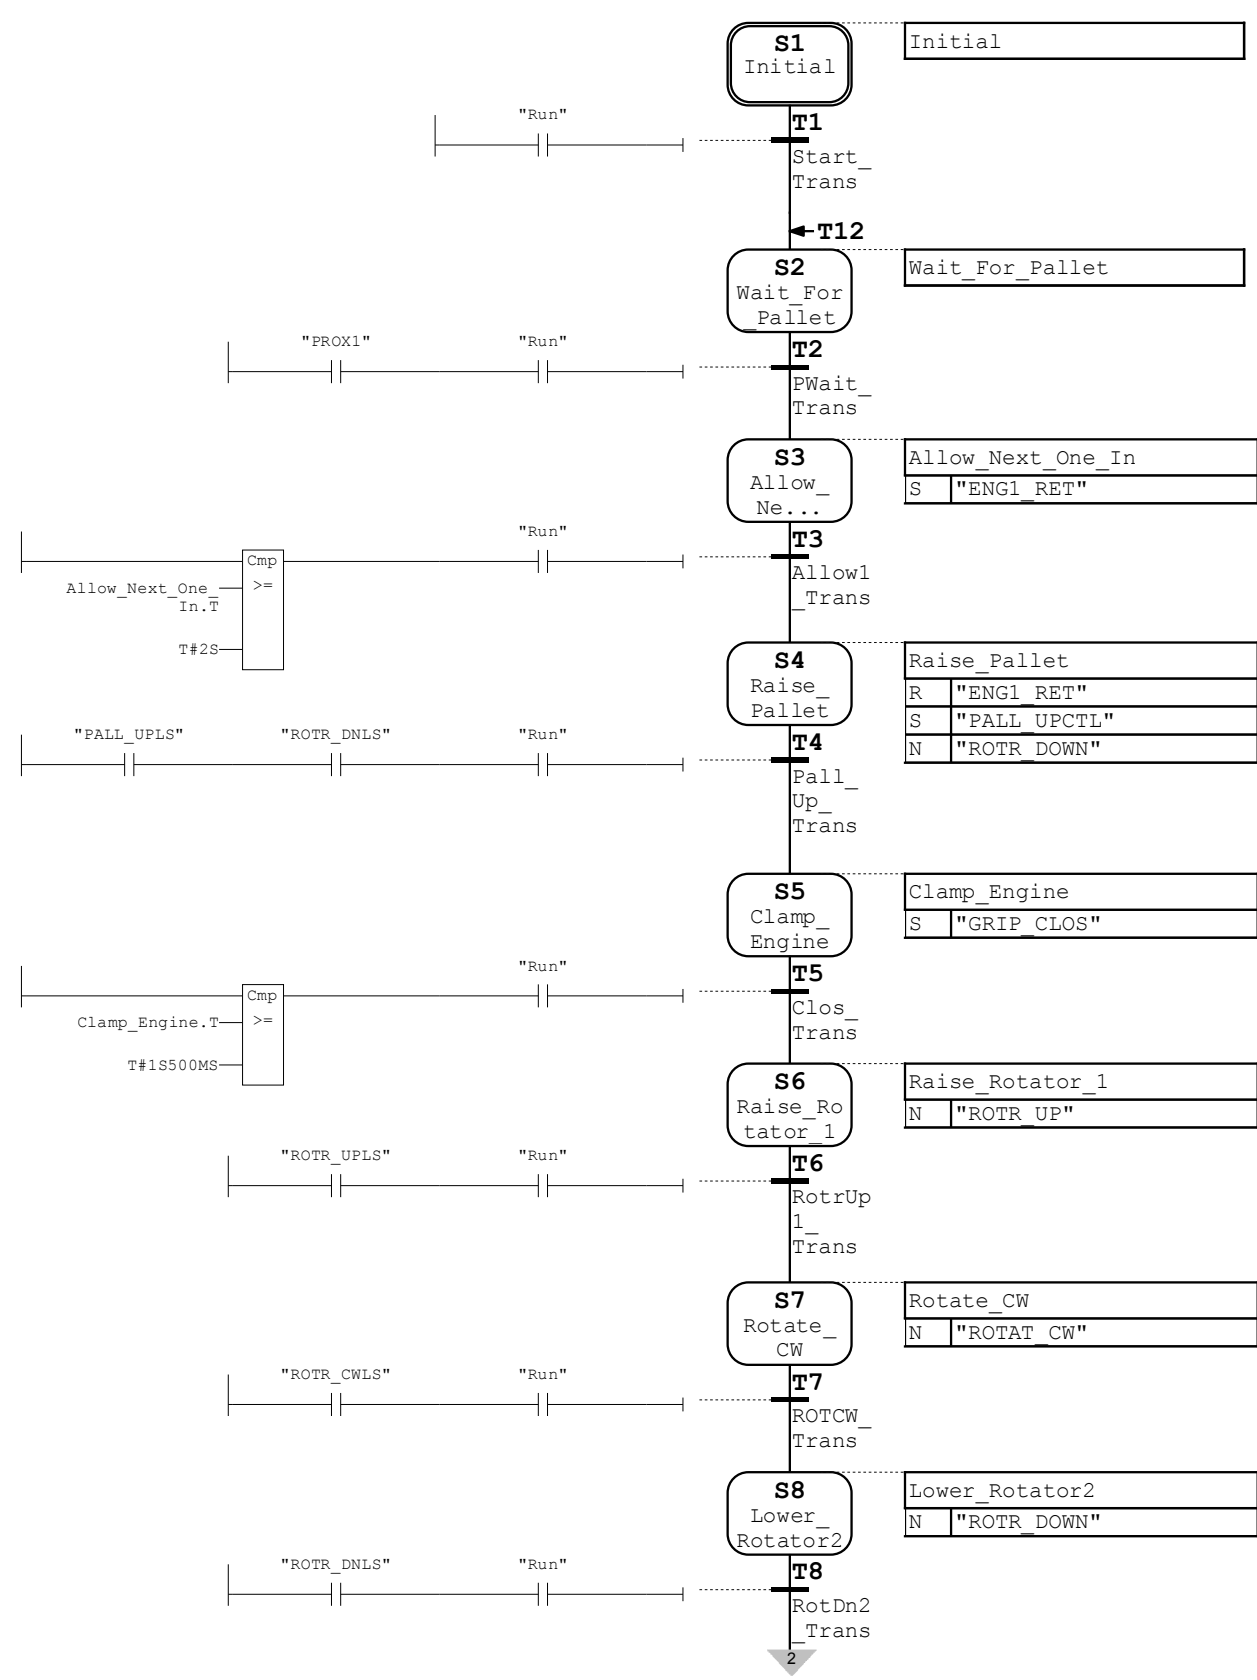 S1
Initial
Initial
"Run"
T1
Start_
Trans
T12
S2
Wait_For
_Pallet
Wait_For_Pallet
"PROX1" "Run"
T2
PWait_
Trans
S3
Allow_
Ne...
Allow_Next_One_In
S "ENG1_RET"
"Run"
T3
Allow1
_Trans
Cmp
>=
Allow_Next_One_
In.T
T#2S
S4
Raise_
Pallet
Raise_Pallet
R "ENG1_RET"
S "PALL_UPCTL"
N "ROTR_DOWN"
"PALL_UPLS" "ROTR_DNLS" "Run"
T4
Pall_
Up_
Trans
S5
Clamp_
Engine
Clamp_Engine
S "GRIP_CLOS"
"Run"
T5
Clos_
Trans
Cmp
>=
Clamp_Engine.T
T#1S500MS
S6
Raise_Ro
tator_1
Raise_Rotator_1
N "ROTR_UP"
"ROTR_UPLS" "Run"
T6
RotrUp
1_
Trans
S7
Rotate_
CW
Rotate_CW
N "ROTAT_CW"
"ROTR_CWLS" "Run"
T7
ROTCW_
Trans
S8
Lower_
Rotator2
Lower_Rotator2
N "ROTR_DOWN"
"ROTR_DNLS" "Run"
T8
RotDn2
_Trans
2